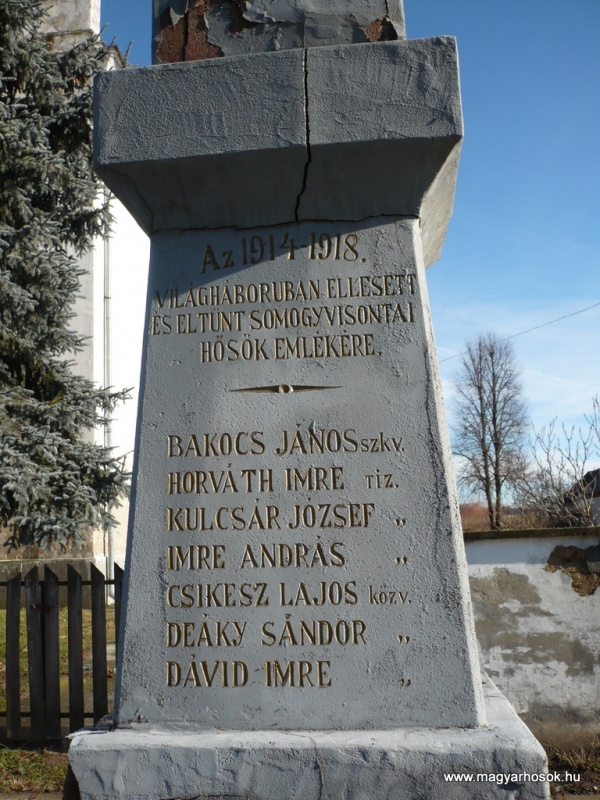 Az 1914-1918.
VILÁGHÁBORUBAN ELLESETT
ÉS ELTÜNT SOMOGYVISONTAI
HŐSÖK EMLÉKÉRE.
BAKOCS JÁNOS szkv.
HORVÁTH IMRE TIZ.
KULCSÁR JÓZSEF „
IMRE ANDRÁS „
CSIKESZ LAJOS közv.
DEÁKY SÁNDOR „
DÁVID IMRE „
www.magyarhosok.hu